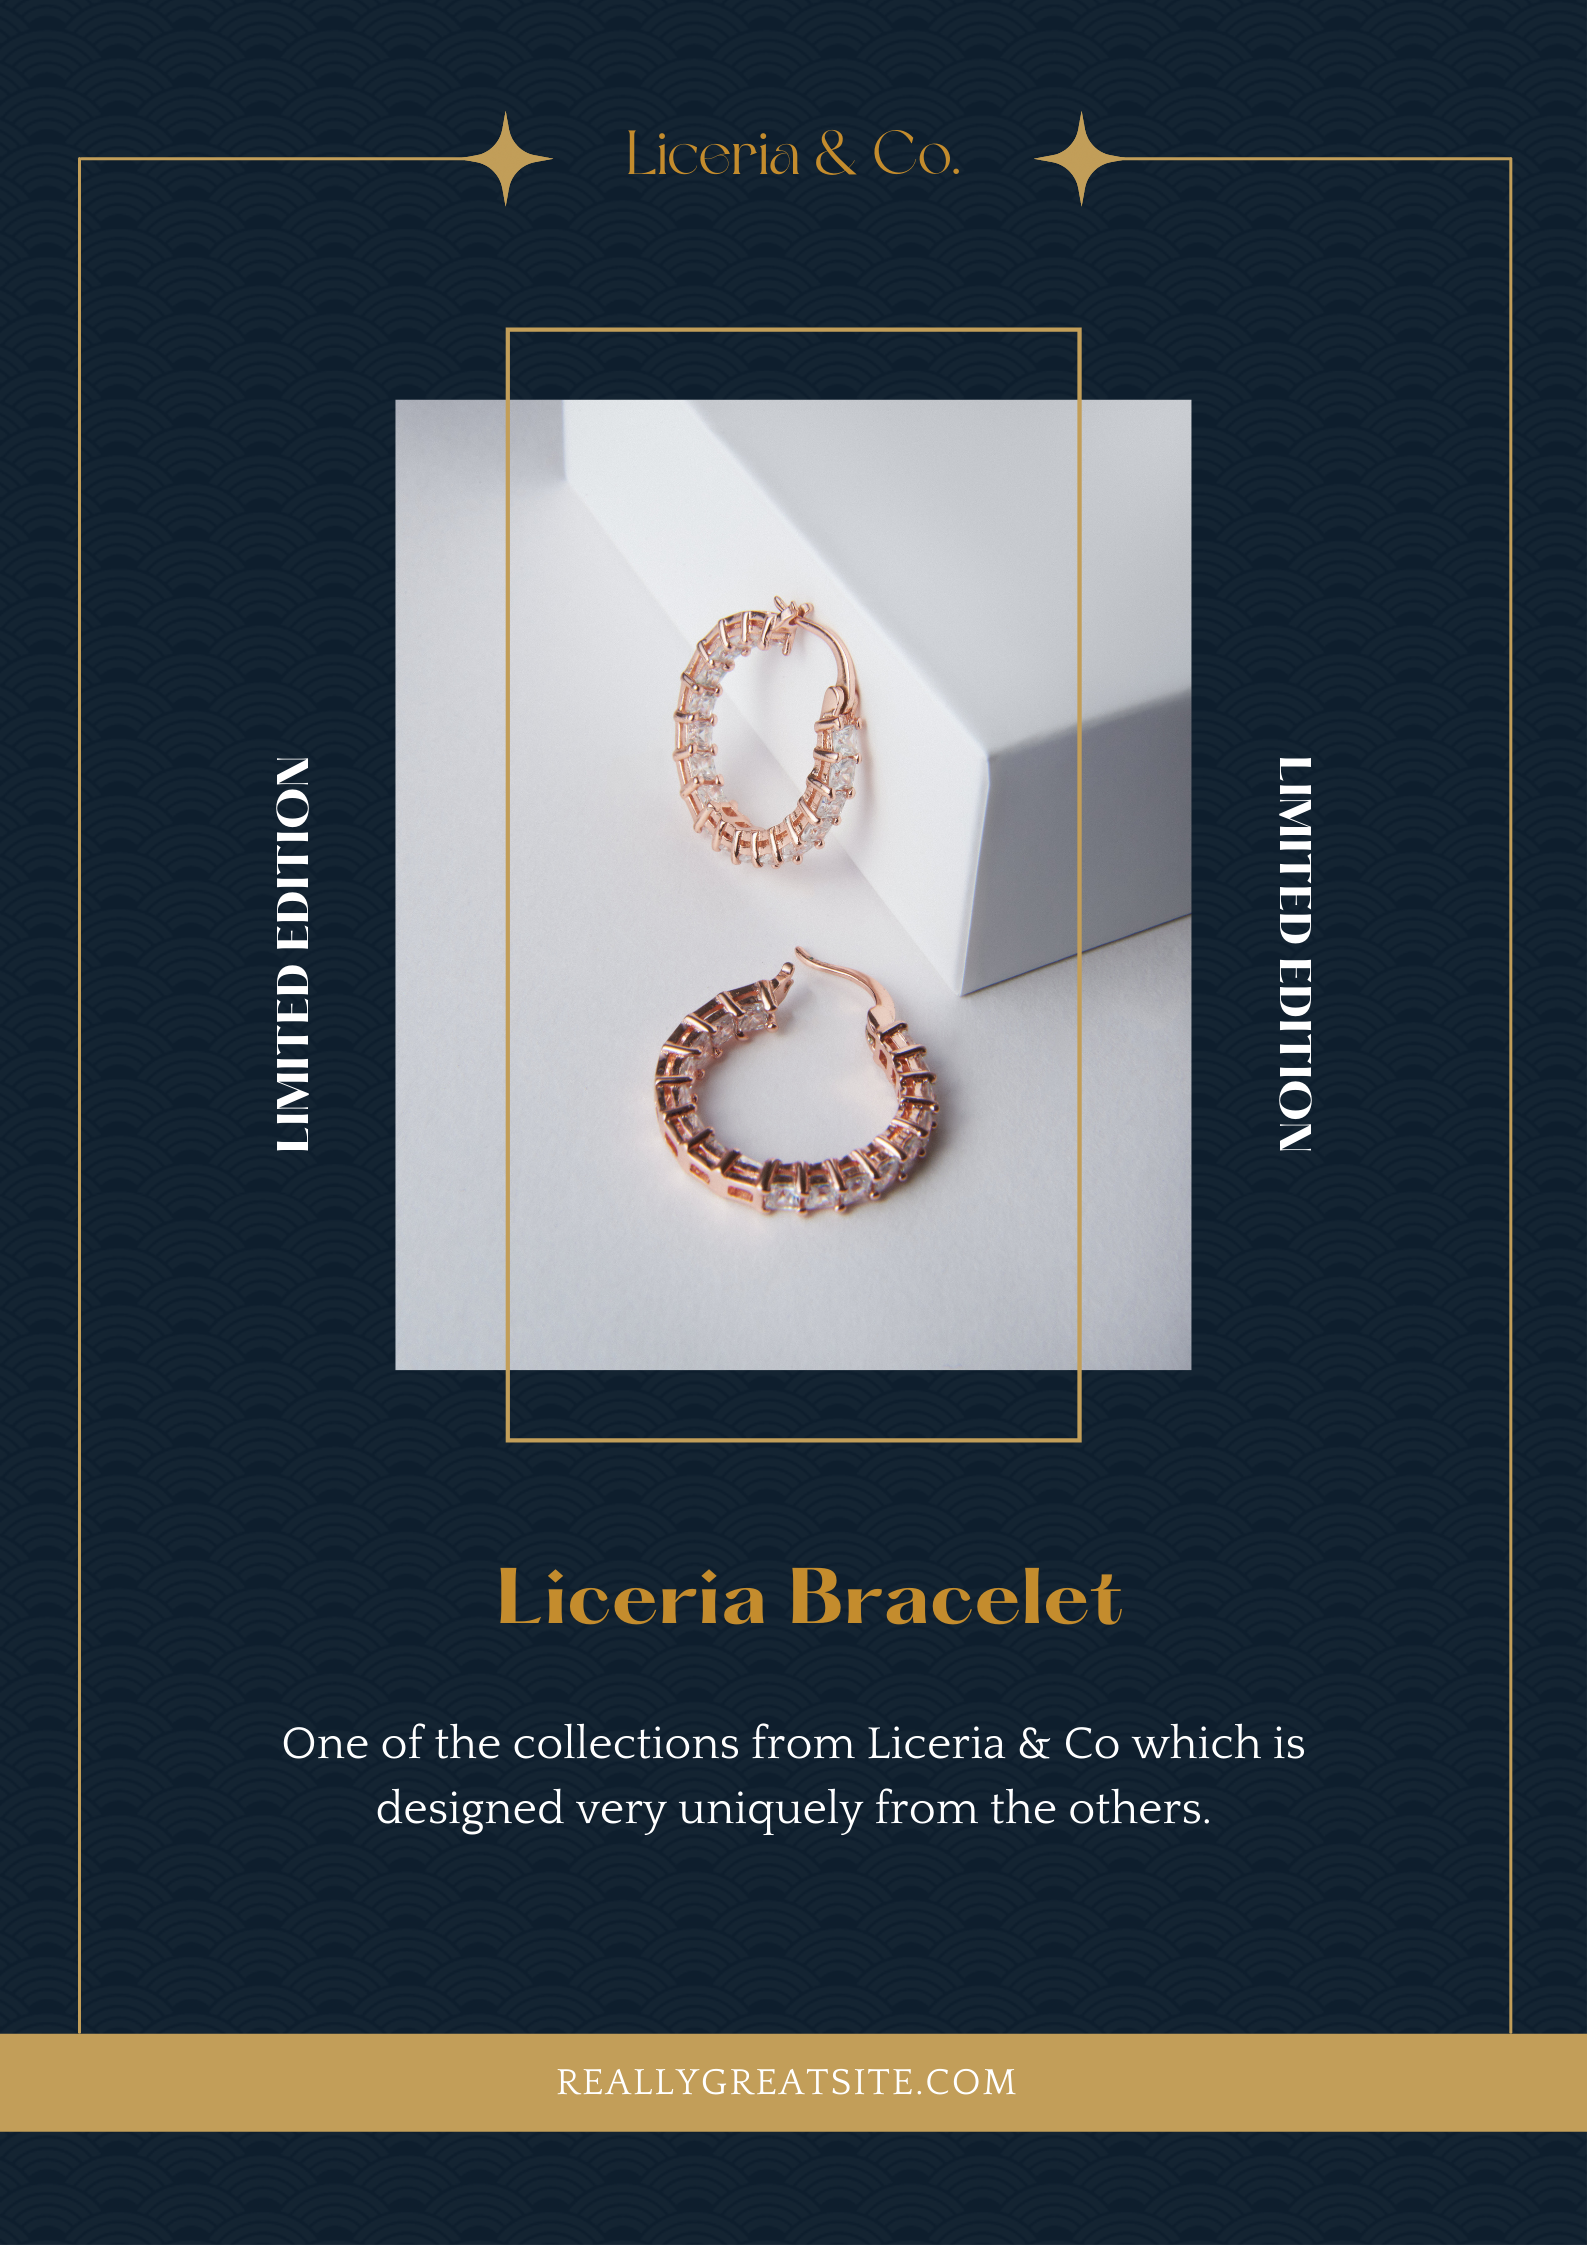 Liceria & Co.
LIMITED EDITION
LIMITED EDITION
Liceria Bracelet
One of the collections from Liceria & Co which is
designed very uniquely from the others.
REALLYGREATSITE.COM